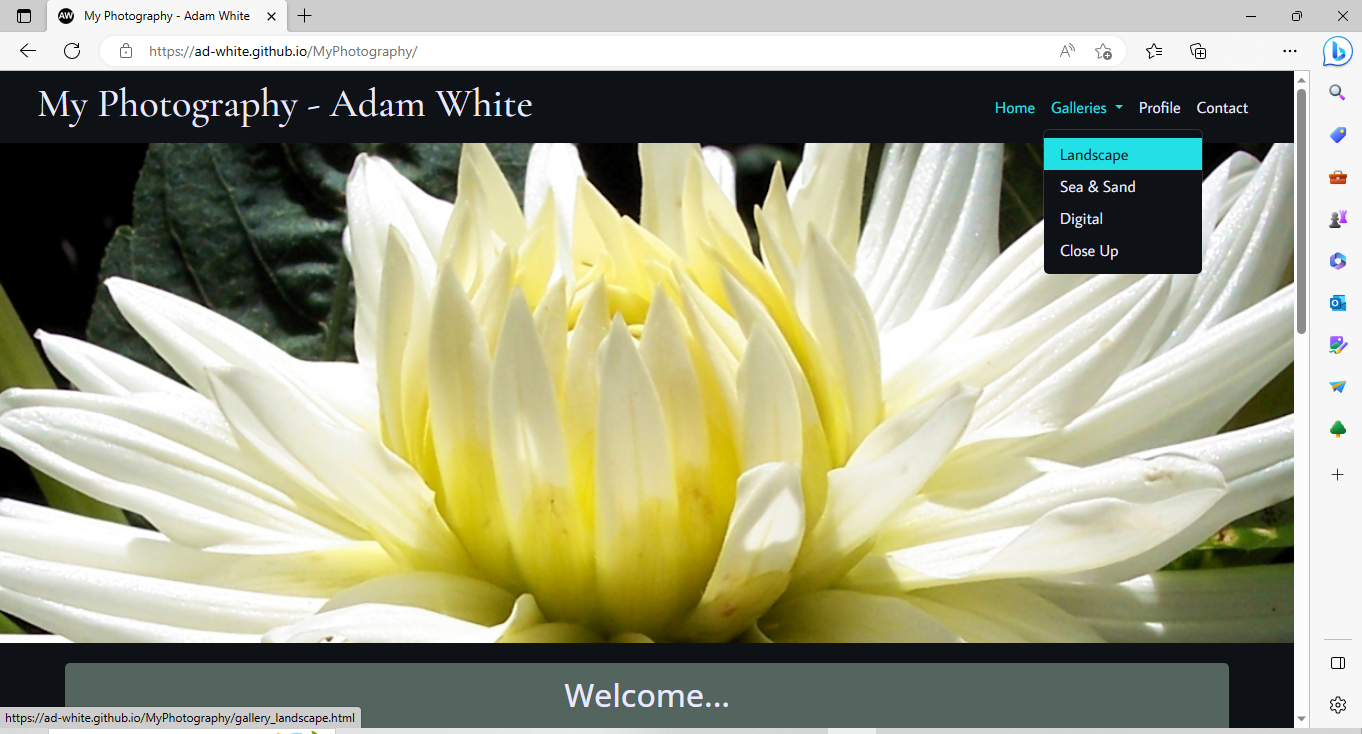 AW My Photography - Adam White
https://ad-white.github.io/MyPhotography/
My Photography - Adam White
Home Galleries Profile Contact
Landscape
Sea & Sand
Digital
Close Up
Welcome...
https://ad-white.github.io/MyPhotography/gallery_landscape.html